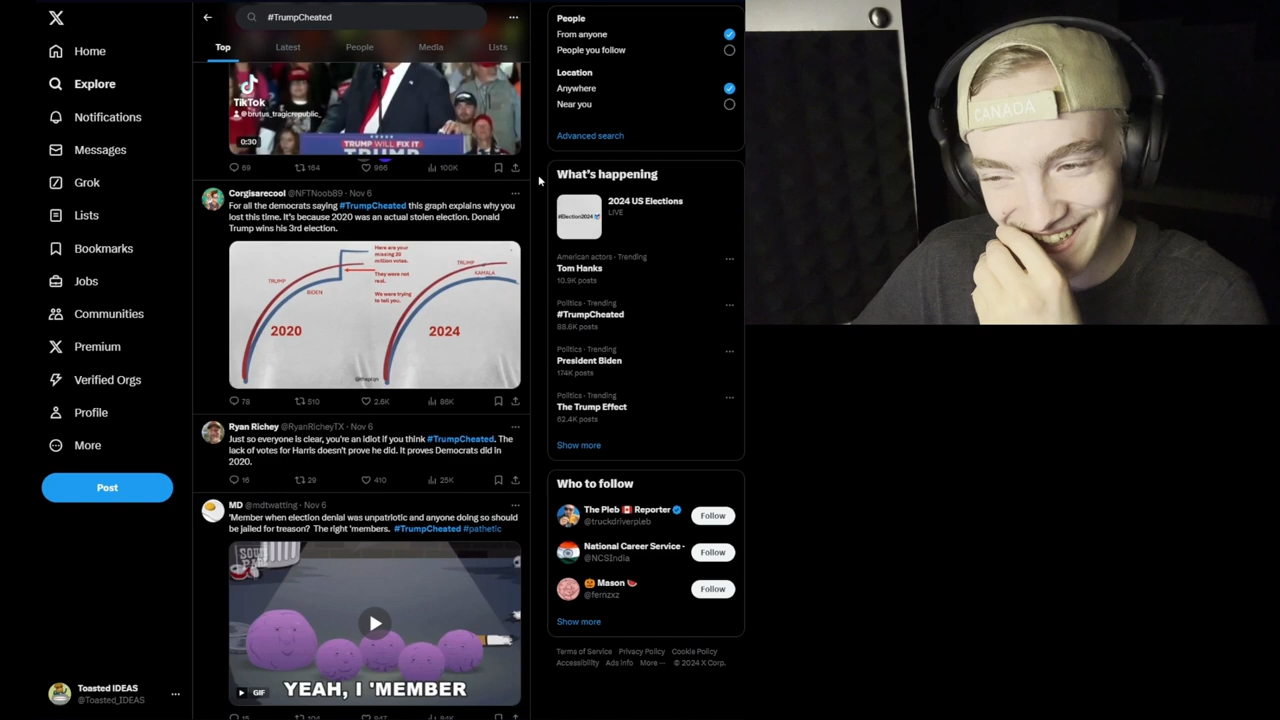 Home
Explore
Notifications
Messages
Grok
Lists
Bookmarks
Jobs
Communities
Premium
Verified Orgs
Profile
More
Post
Toasted IDEAS
@Toasted_IDEAS
#TrumpCheated
Top
Latest
People
Media
Lists
TikTok
@brutus_tragicrepublic_
0:30
TRUMP WILL FIX IT
TRUMP
69
164
966
100K
Corgisarecool @NFTNoob89 · Nov 6
For all the democrats saying #TrumpCheated this graph explains why you
lost this time. It's because 2020 was an actual stolen election. Donald
Trump wins his 3rd election.
TRUMP
BIDEN
2020
Here are your
missing 20
million votes.
They were not
real.
We were trying
to tell you.
TRUMP
KAMALA
2024
78
510
2.6K
86K
Ryan Richey @RyanRicheyTX · Nov 6
Just so everyone is clear, you're an idiot if you think #TrumpCheated. The
lack of votes for Harris doesn't prove he did. It proves Democrats did in
2020.
16
29
410
25K
MD @mdtwatting · Nov 6
'Member when election denial was unpatriotic and anyone doing so should
be jailed for treason? The right 'members. #TrumpCheated #pathetic
SOUTH
PARK
GIF
YEAH, I 'MEMBER
People
From anyone
People you follow
Location
Anywhere
Near you
Advanced search
What's happening
#Election2024
2024 US Elections
LIVE
American actors · Trending
Tom Hanks
10.9K posts
Politics · Trending
#TrumpCheated
88.6K posts
Politics · Trending
President Biden
174K posts
Politics · Trending
The Trump Effect
62.4K posts
Show more
Who to follow
The Pleb Reporter
@truckdriverpleb
Follow
National Career Service ·
@NCSIndia
Follow
Mason
@fernzxz
Follow
Show more
Terms of Service Privacy Policy Cookie Policy
Accessibility Ads info More ··· © 2024 X Corp.
CANADA